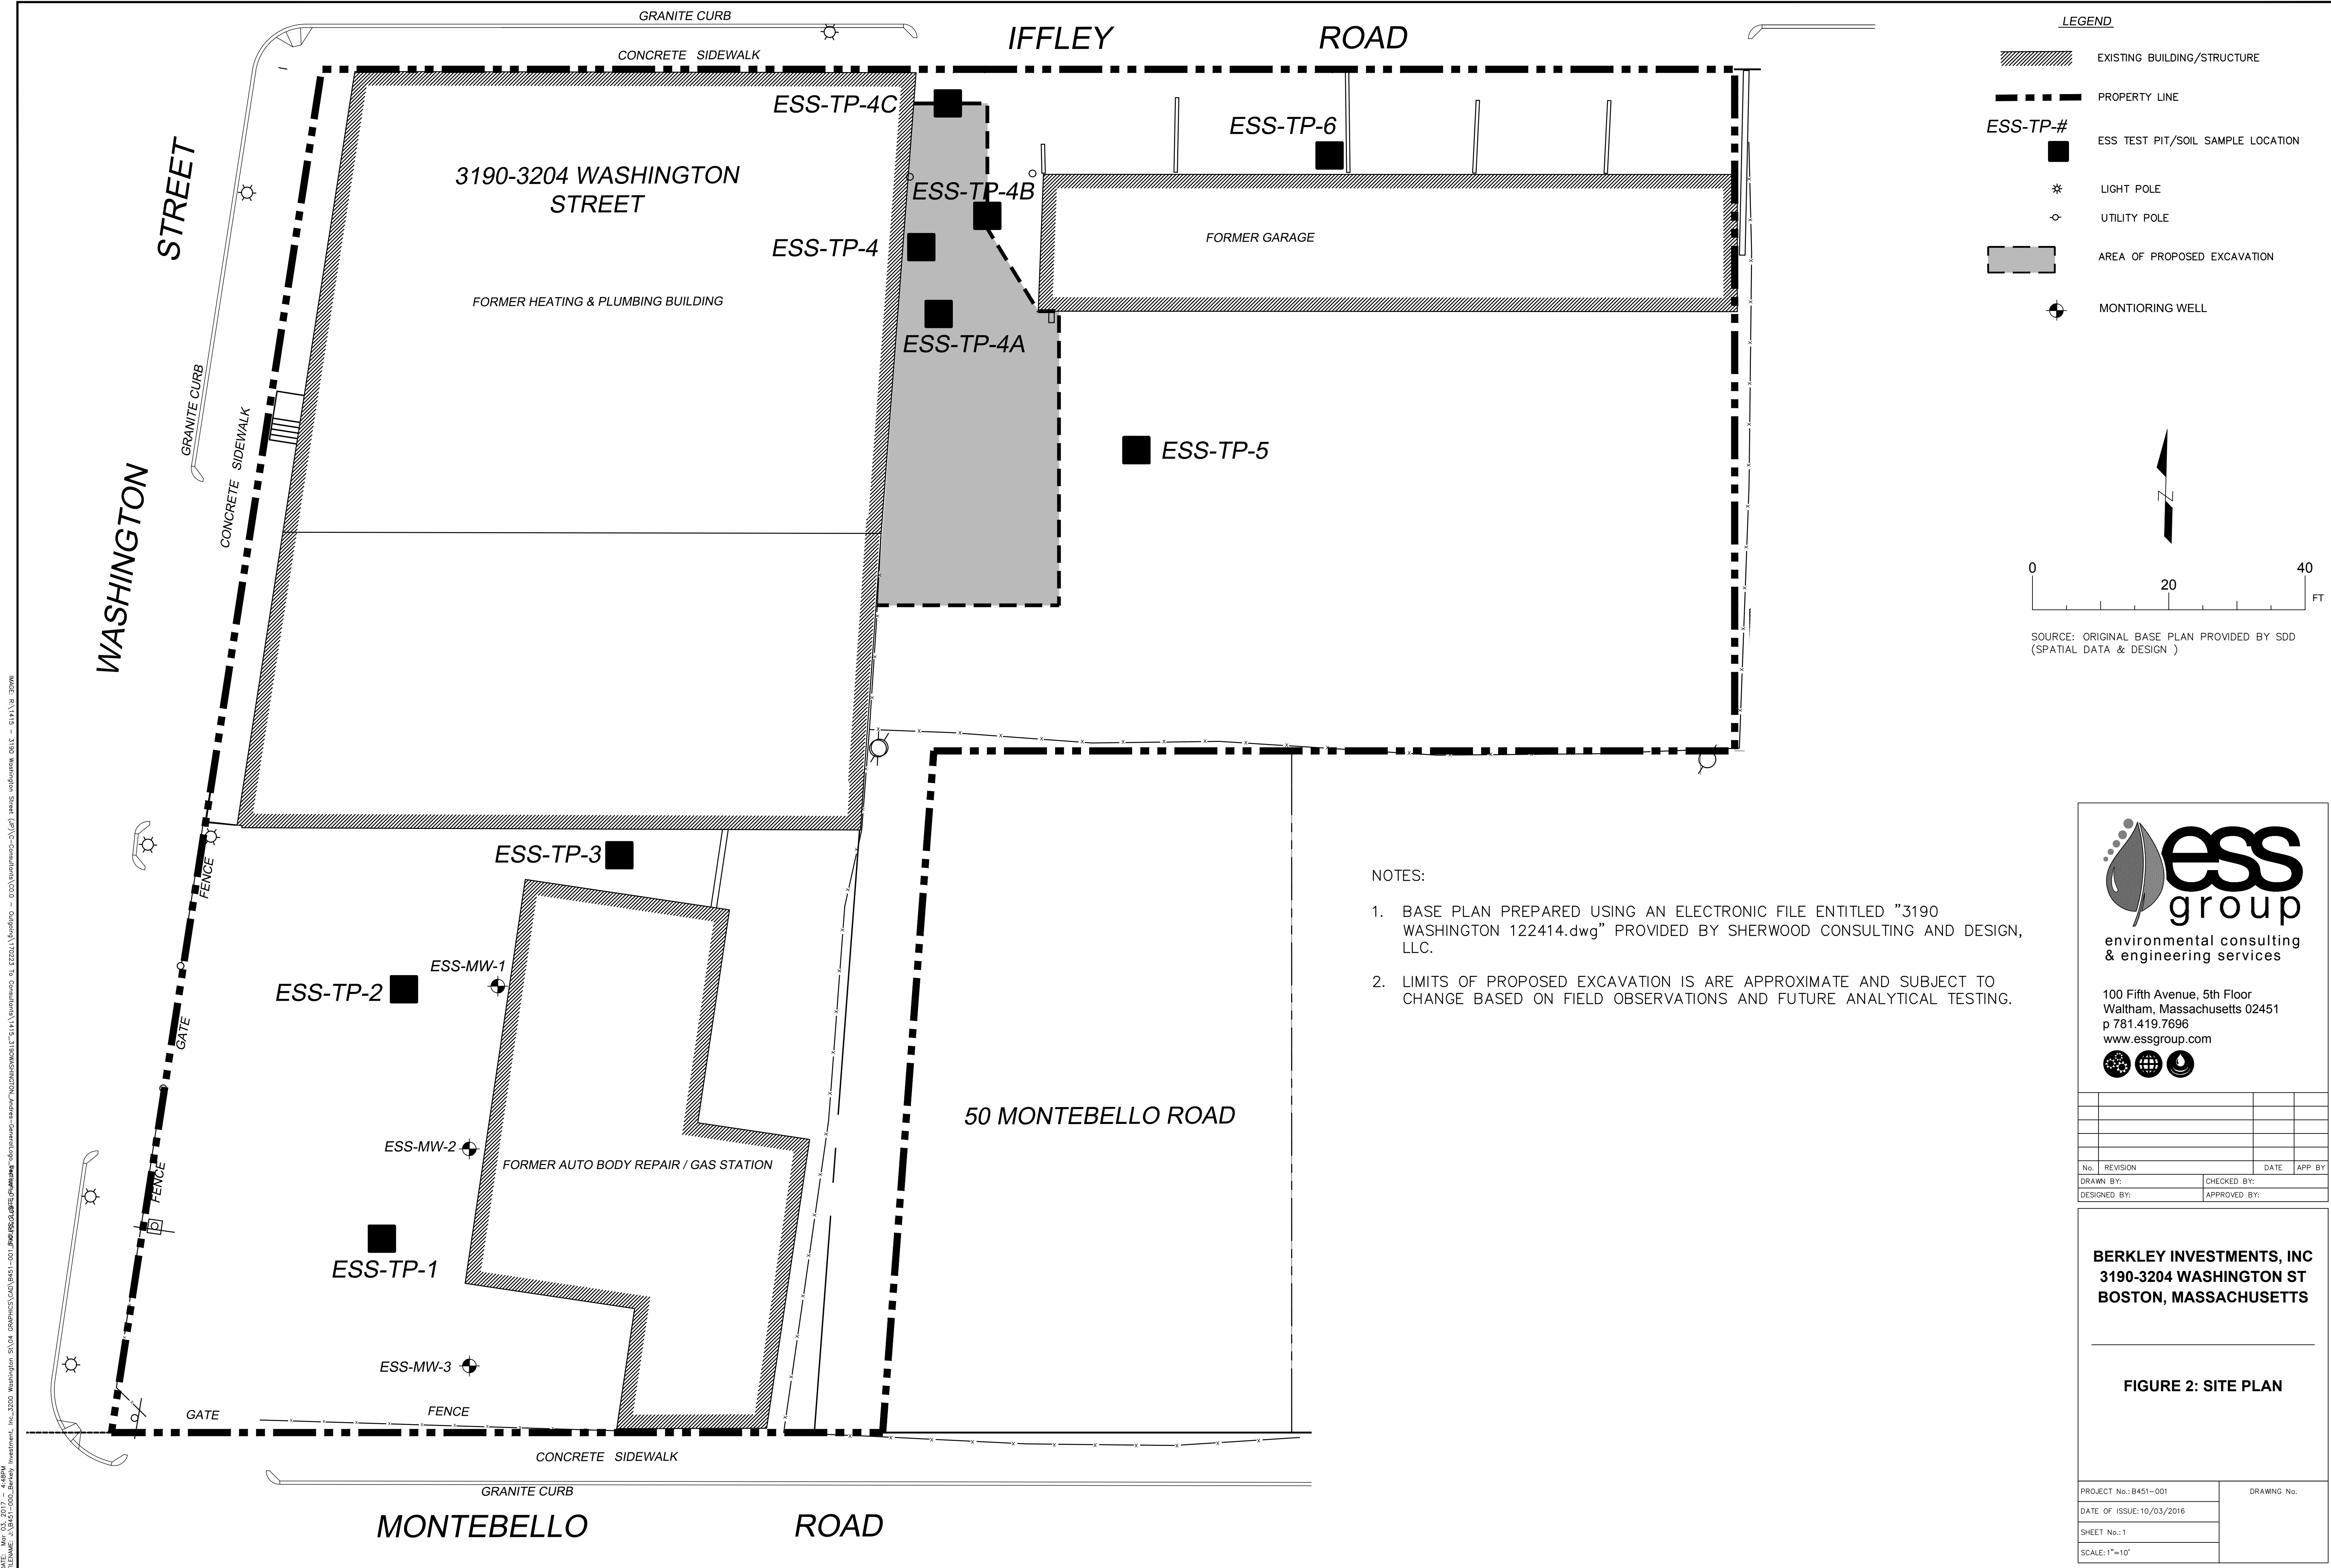 GRANITE CURB
IFFLEY ROAD
CONCRETE SIDEWALK
STREET
WASHINGTON
GRANITE CURB
CONCRETE SIDEWALK
3190-3204 WASHINGTON
STREET
FORMER HEATING & PLUMBING BUILDING
ESS-TP-4C
ESS-TP-4B
ESS-TP-4
ESS-TP-4A
ESS-TP-6
FORMER GARAGE
ESS-TP-5
LEGEND
EXISTING BUILDING/STRUCTURE
PROPERTY LINE
ESS-TP-#
ESS TEST PIT/SOIL SAMPLE LOCATION
LIGHT POLE
UTILITY POLE
AREA OF PROPOSED EXCAVATION
MONTIORING WELL
N
0 20 40
FT
SOURCE: ORIGINAL BASE PLAN PROVIDED BY SDD
(SPATIAL DATA & DESIGN )
ESS-TP-3
FENCE
ESS-MW-1
ESS-TP-2
GATE
ESS-MW-2
FORMER AUTO BODY REPAIR / GAS STATION
FENCE
ESS-TP-1
ESS-MW-3
GATE
FENCE
50 MONTEBELLO ROAD
CONCRETE SIDEWALK
GRANITE CURB
MONTEBELLO ROAD
NOTES:
1. BASE PLAN PREPARED USING AN ELECTRONIC FILE ENTITLED "3190
WASHINGTON 122414.dwg" PROVIDED BY SHERWOOD CONSULTING AND DESIGN,
LLC.
2. LIMITS OF PROPOSED EXCAVATION IS ARE APPROXIMATE AND SUBJECT TO
CHANGE BASED ON FIELD OBSERVATIONS AND FUTURE ANALYTICAL TESTING.
ess
group
environmental consulting
& engineering services
100 Fifth Avenue, 5th Floor
Waltham, Massachusetts 02451
p 781.419.7696
www.essgroup.com
No. REVISION DATE APP BY
DRAWN BY: CHECKED BY:
DESIGNED BY: APPROVED BY:
BERKLEY INVESTMENTS, INC
3190-3204 WASHINGTON ST
BOSTON, MASSACHUSETTS
FIGURE 2: SITE PLAN
PROJECT No.: B451-001 DRAWING No.
DATE OF ISSUE: 10/03/2016
SHEET No.: 1
SCALE: 1"=10'
Mar 03, 2017 - 4:48PM